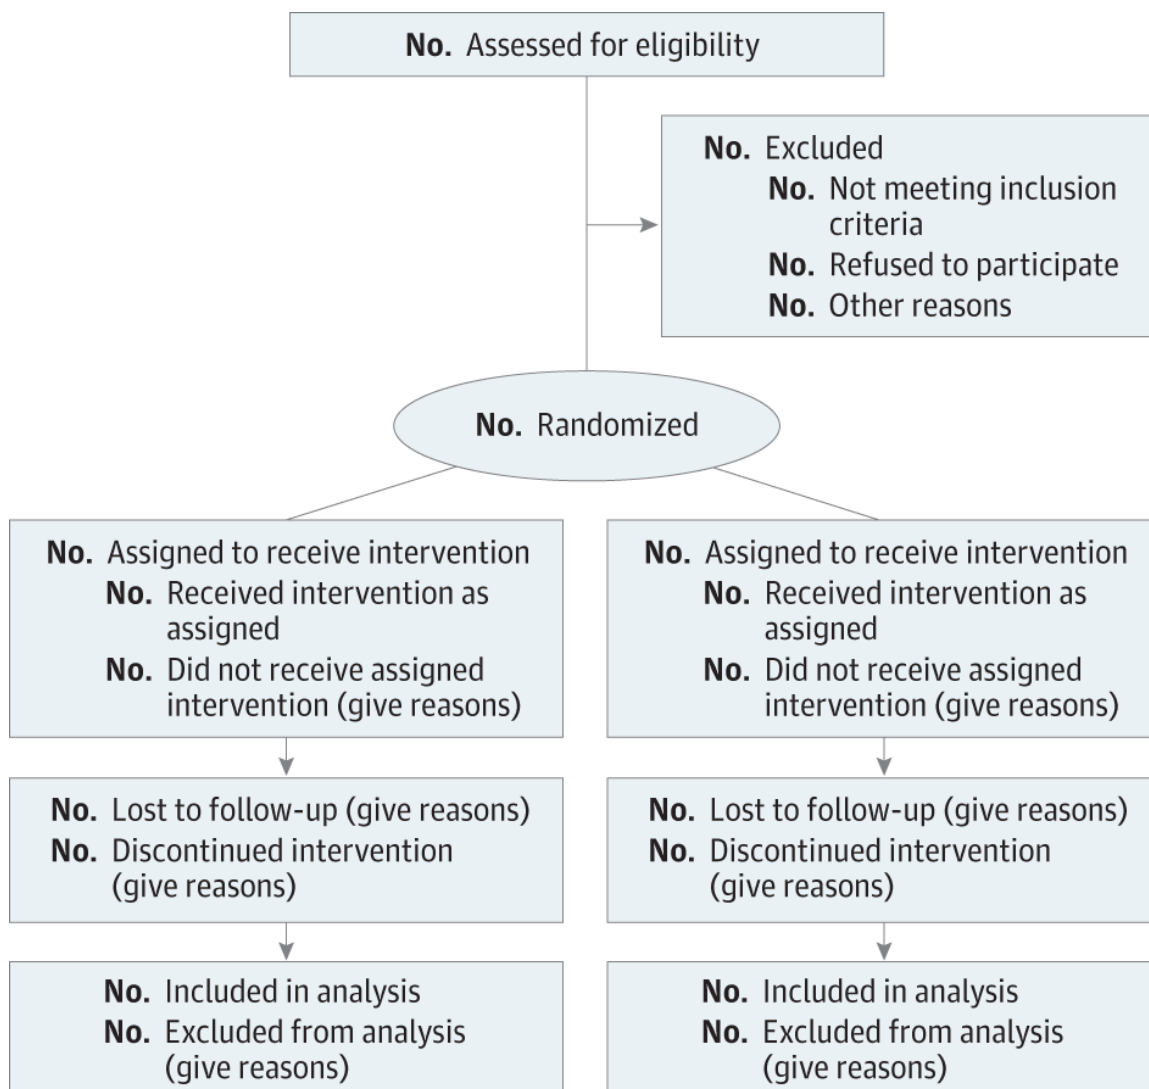 No. Assessed for eligibility
No. Excluded
No. Not meeting inclusion
criteria
No. Refused to participate
No. Other reasons
No. Randomized
No. Assigned to receive intervention
No. Received intervention as
assigned
No. Did not receive assigned
intervention (give reasons)
No. Assigned to receive intervention
No. Received intervention as
assigned
No. Did not receive assigned
intervention (give reasons)
No. Lost to follow-up (give reasons)
No. Discontinued intervention
(give reasons)
No. Lost to follow-up (give reasons)
No. Discontinued intervention
(give reasons)
No. Included in analysis
No. Excluded from analysis
(give reasons)
No. Included in analysis
No. Excluded from analysis
(give reasons)